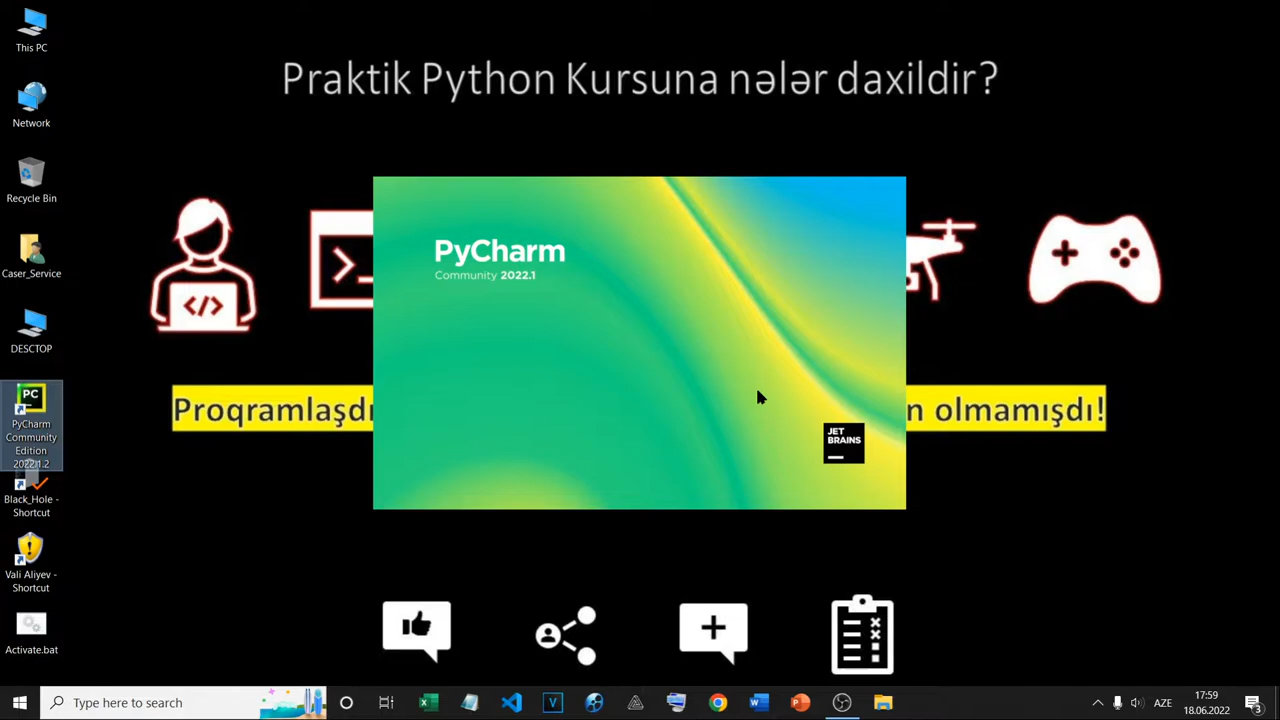 This PC
Network
Recycle Bin
Caser_Service
DESCTOP
PC
PyCharm
Community
Edition
2022.1.2
Black_Hole -
Shortcut
Vali Aliyev -
Shortcut
Activate.bat
Praktik Python Kursuna nələr daxildir?
PyCharm
Community 2022.1
JET
BRAINS
n olmamışdı!
Type here to search
AZE
17:59
18.06.2022
3